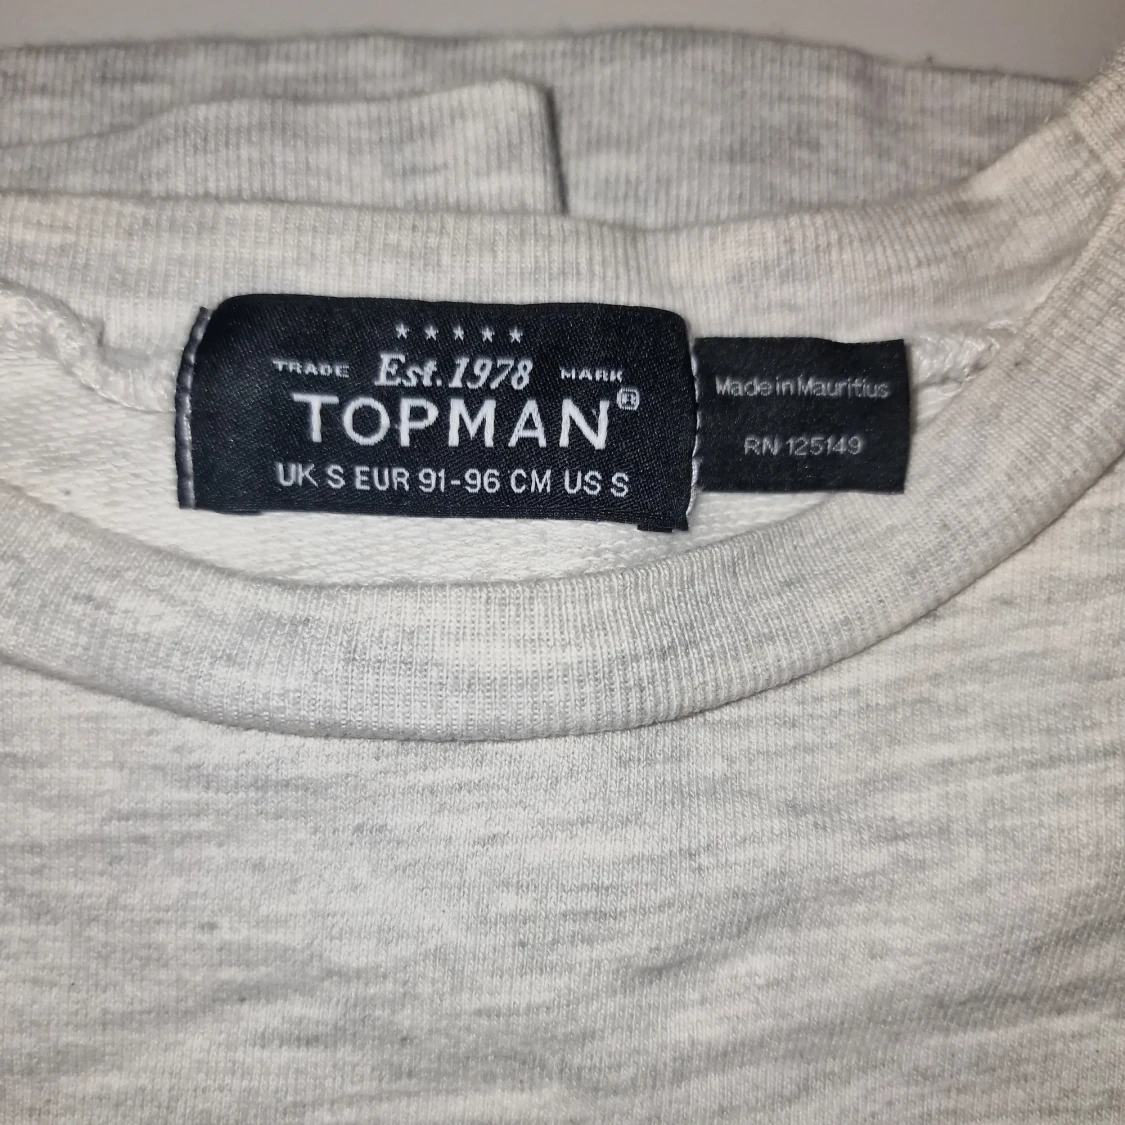 ★★★★★
TRADE Est.1978 MARK
TOPMAN®
UK S EUR 91-96 CM US S
Made in Mauritius
RN 125149